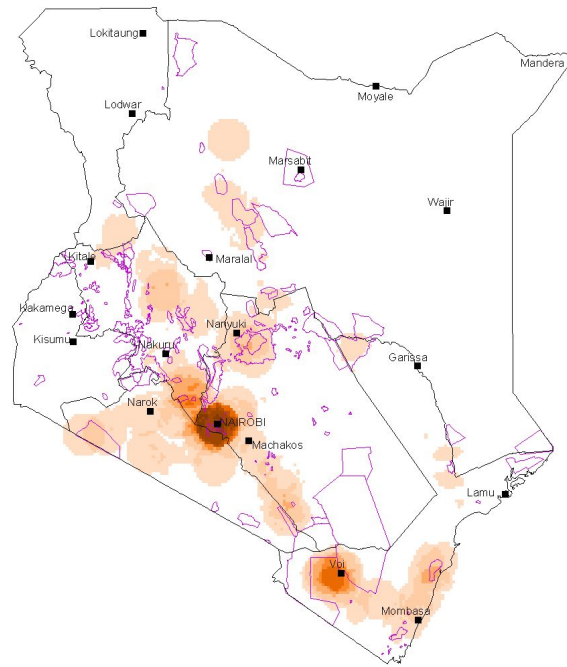 Lokitaung
Mandera
Moyale
Lodwar
Marsabit
Wajir
Kitale
Maralal
Kakamega
Nanyuki
Kisumu
Nakuru
Garissa
Narok
NAIROBI
Machakos
Lamu
Voi
Mombasa